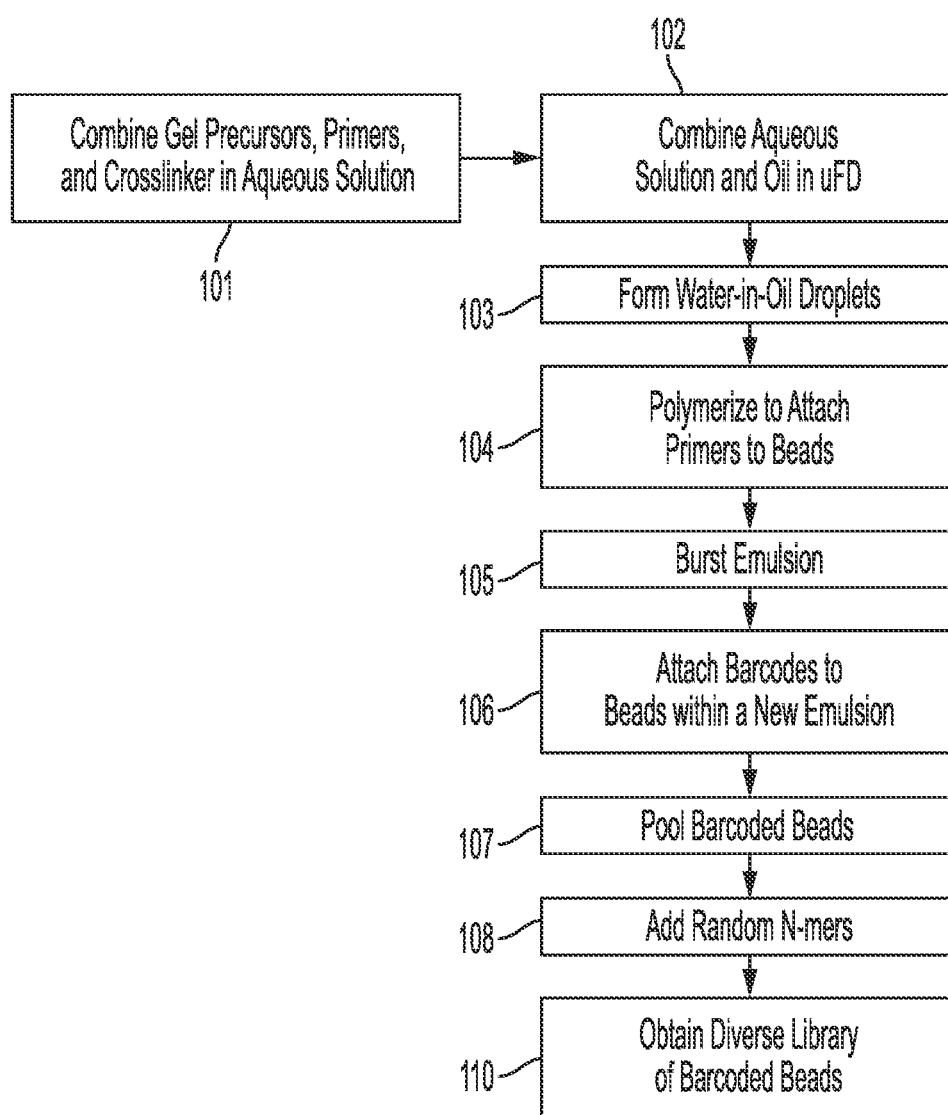 102
Combine Gel Precursors, Primers,
and Crosslinker in Aqueous Solution
101
Combine Aqueous
Solution and Oil in uFD
103
Form Water-in-Oil Droplets
104
Polymerize to Attach
Primers to Beads
105
Burst Emulsion
106
Attach Barcodes to
Beads within a New Emulsion
107
Pool Barcoded Beads
108
Add Random N-mers
110
Obtain Diverse Library
of Barcoded Beads